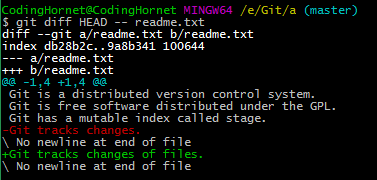 CodingHornet@CodingHornet MINGW64 /e/Git/a (master)
$ git diff HEAD -- readme.txt
diff --git a/readme.txt b/readme.txt
index db28b2c..9a8b341 100644
--- a/readme.txt
+++ b/readme.txt
@@ -1,4 +1,4 @@
 Git is a distributed version control system.
 Git is free software distributed under the GPL.
 Git has a mutable index called stage.
-Git tracks changes.
\ No newline at end of file
+Git tracks changes of files.
\ No newline at end of file